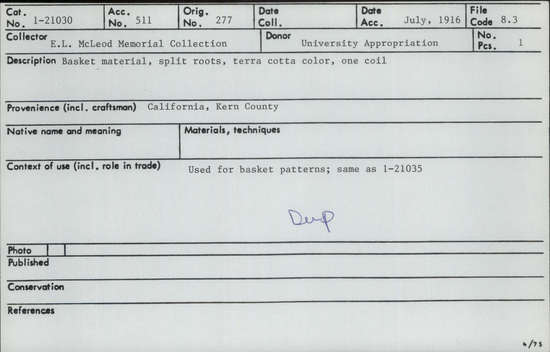 Cat. No. 1-21030 Acc. No. 511 Orig. No. 277 Date Coll. Date Acc. July, 1916 File Code 8.3
Collector E.L. McLeod Memorial Collection Donor University Appropriation No. Pcs. 1
Description Basket material, split roots, terra cotta color, one coil
Provenience (incl. craftsman) California, Kern County
Native name and meaning Materials, techniques
Context of use (incl. role in trade) Used for basket patterns; same as 1-21035
Dup
Photo
Published
Conservation
References
4/75